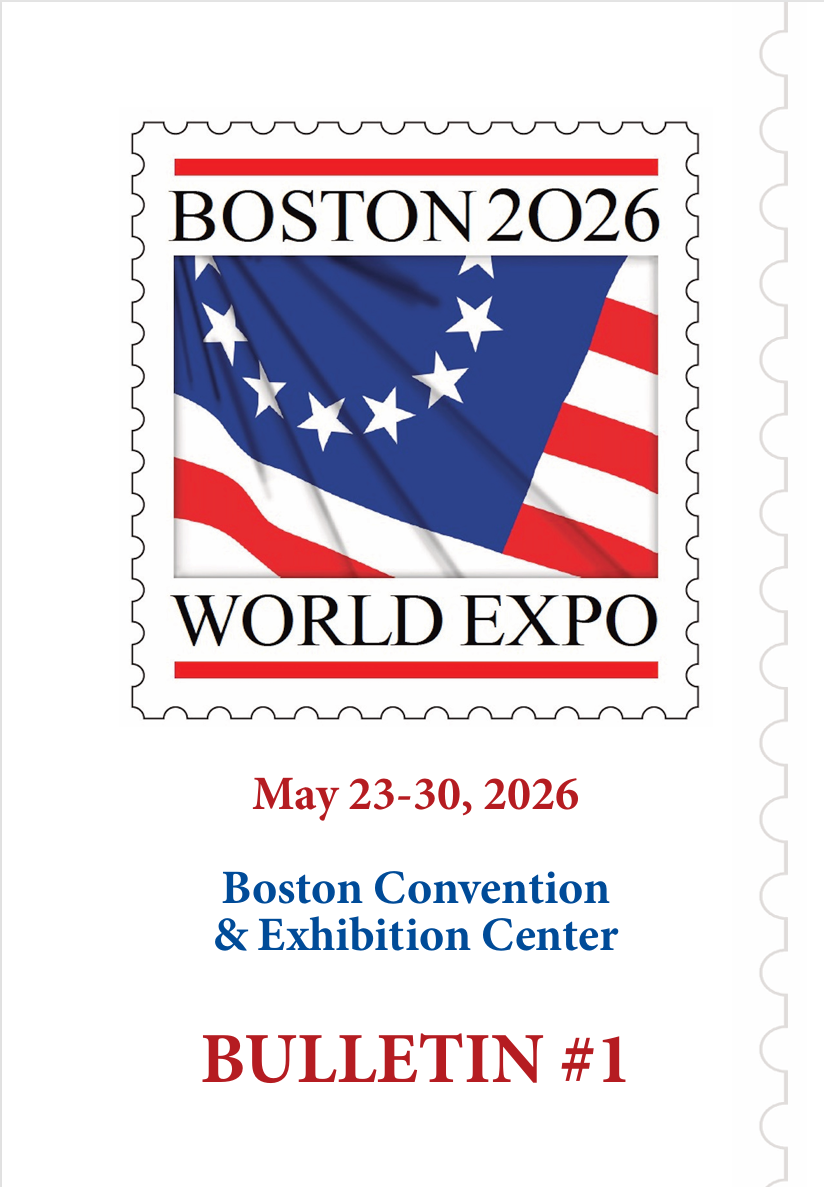 BOSTON 2026
WORLD EXPO
May 23-30, 2026
Boston Convention
& Exhibition Center
BULLETIN #1